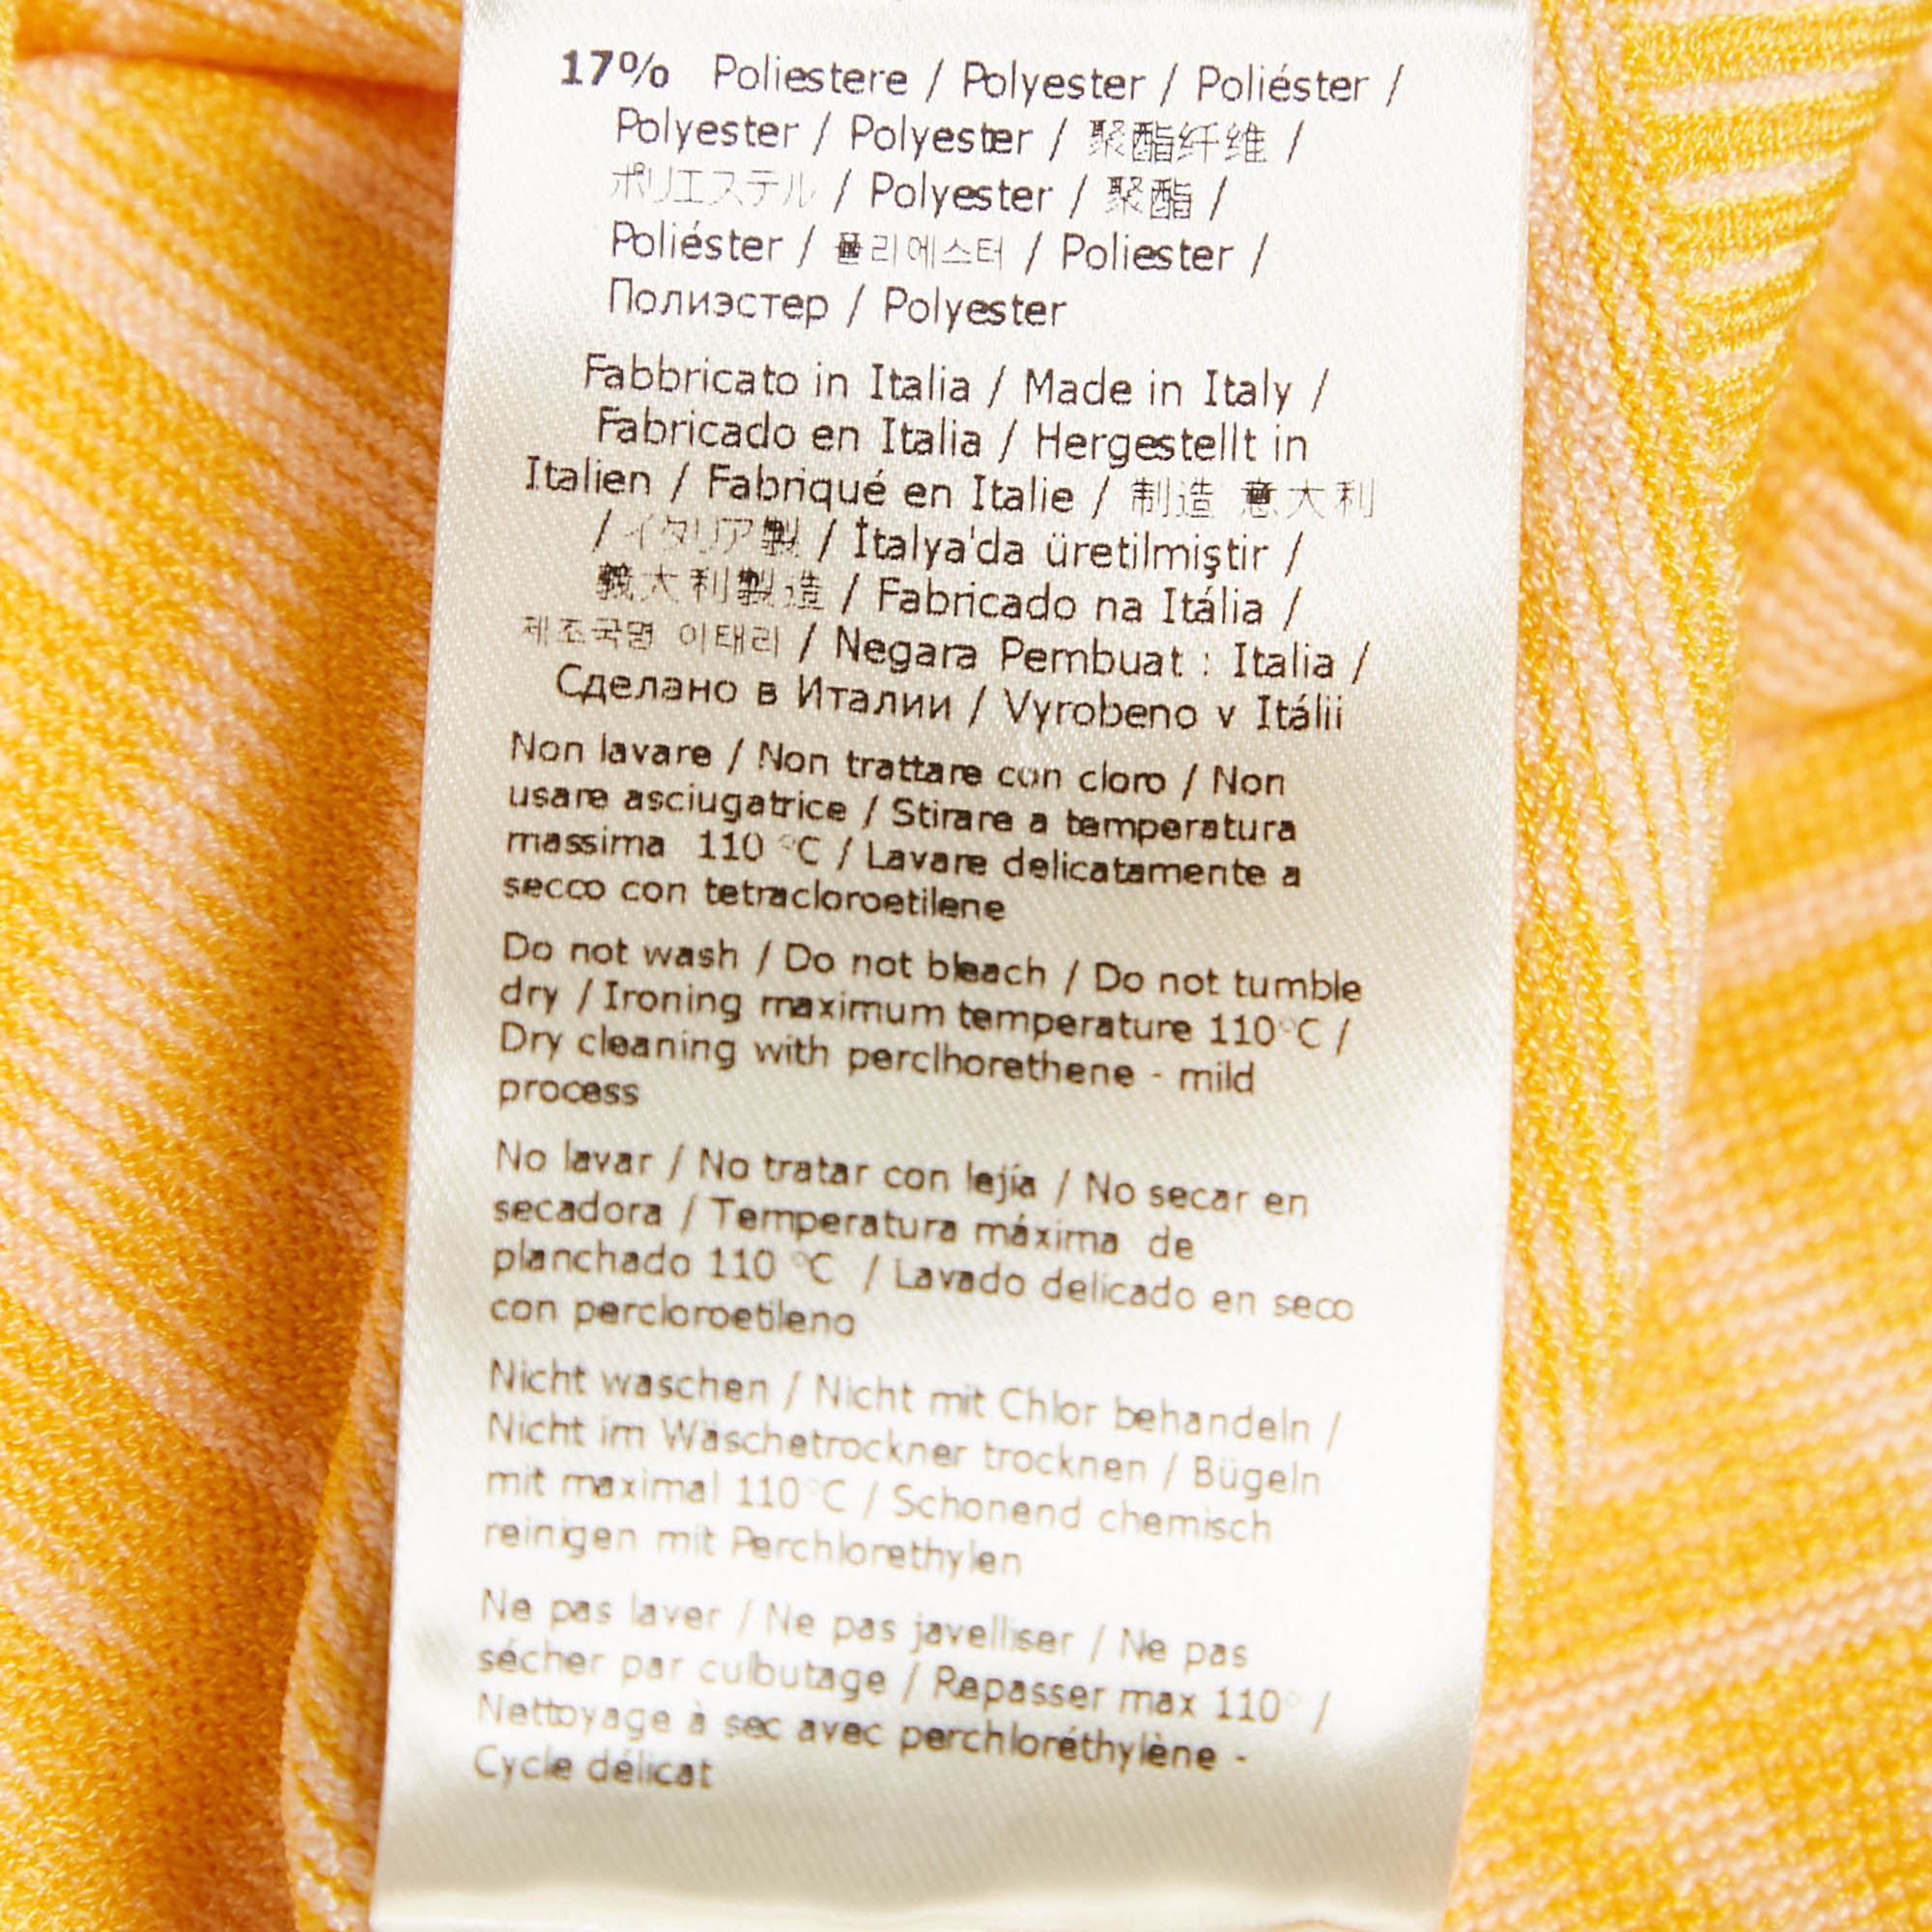 17% Poliestere / Polyester / Poliéster /
Polyester / Polyester / 聚酯纤维 /
ポリエステル / Polyester / 聚酯 /
Poliéster / 폴리에스터 / Poliester /
Полиэстер / Polyester
Fabbricato in Italia / Made in Italy /
Fabricado en Italia / Hergestellt in
Italien / Fabriqué en Italie / 制造 意大利
/ イタリア製 / İtalya'da üretilmiştir /
義大利製造 / Fabricado na Itália /
제조국명 이태리 / Negara Pembuat : Italia /
Сделано в Италии / Vyrobeno v Itálii
Non lavare / Non trattare con cloro / Non
usare asciugatrice / Stirare a temperatura
massima 110 °C / Lavare delicatamente a
secco con tetracloroetilene
Do not wash / Do not bleach / Do not tumble
dry / Ironing maximum temperature 110°C /
Dry cleaning with perclhorethene - mild
process
No lavar / No tratar con lejía / No secar en
secadora / Temperatura máxima de
planchado 110 °C / Lavado delicado en seco
con percloroetileno
Nicht waschen / Nicht mit Chlor behandeln /
Nicht im Wäschetrockner trocknen / Bügeln
mit maximal 110°C / Schonend chemisch
reinigen mit Perchlorethylen
Ne pas laver / Ne pas javelliser / Ne pas
sécher par culbutage / Repasser max 110° /
Nettoyage à sec avec perchloréthylène -
Cycle délicat